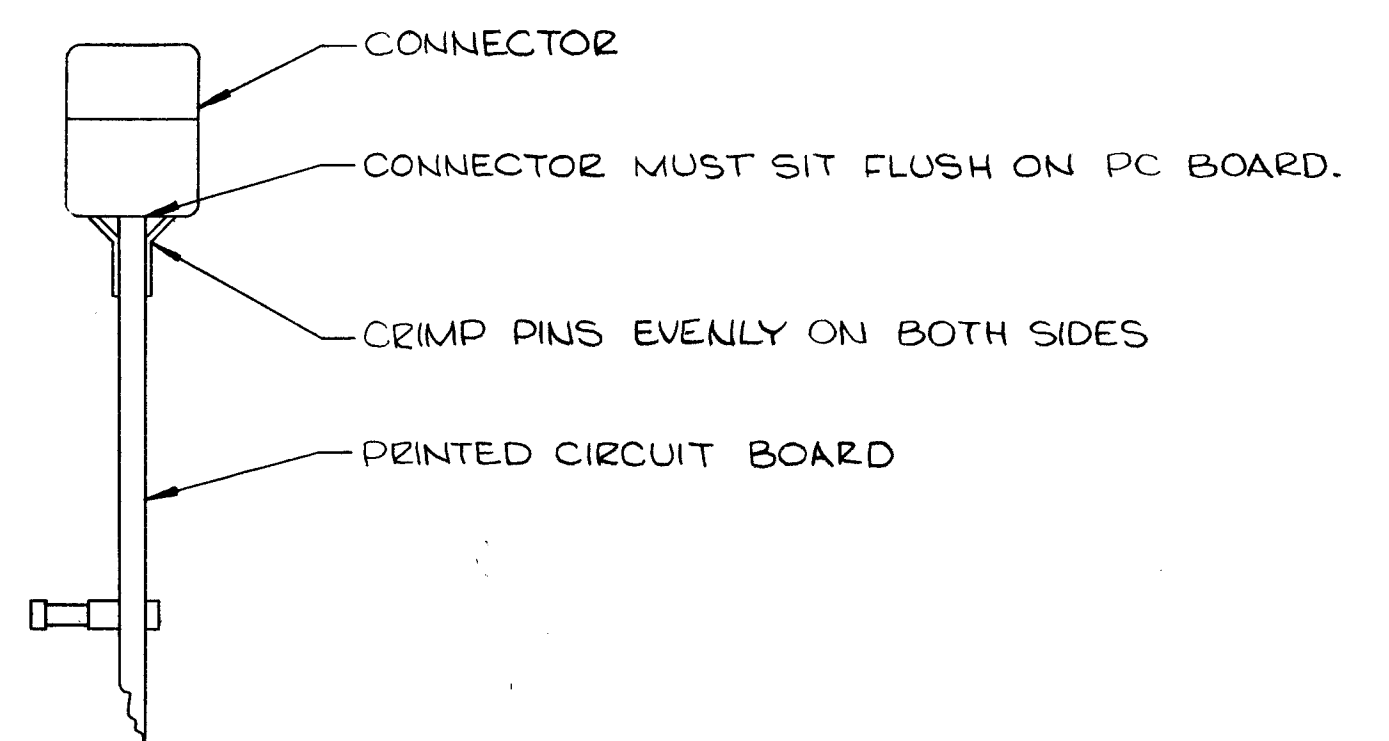 CONNECTOR
CONNECTOR MUST SIT FLUSH ON PC BOARD.
CRIMP PINS EVENLY ON BOTH SIDES
PRINTED CIRCUIT BOARD